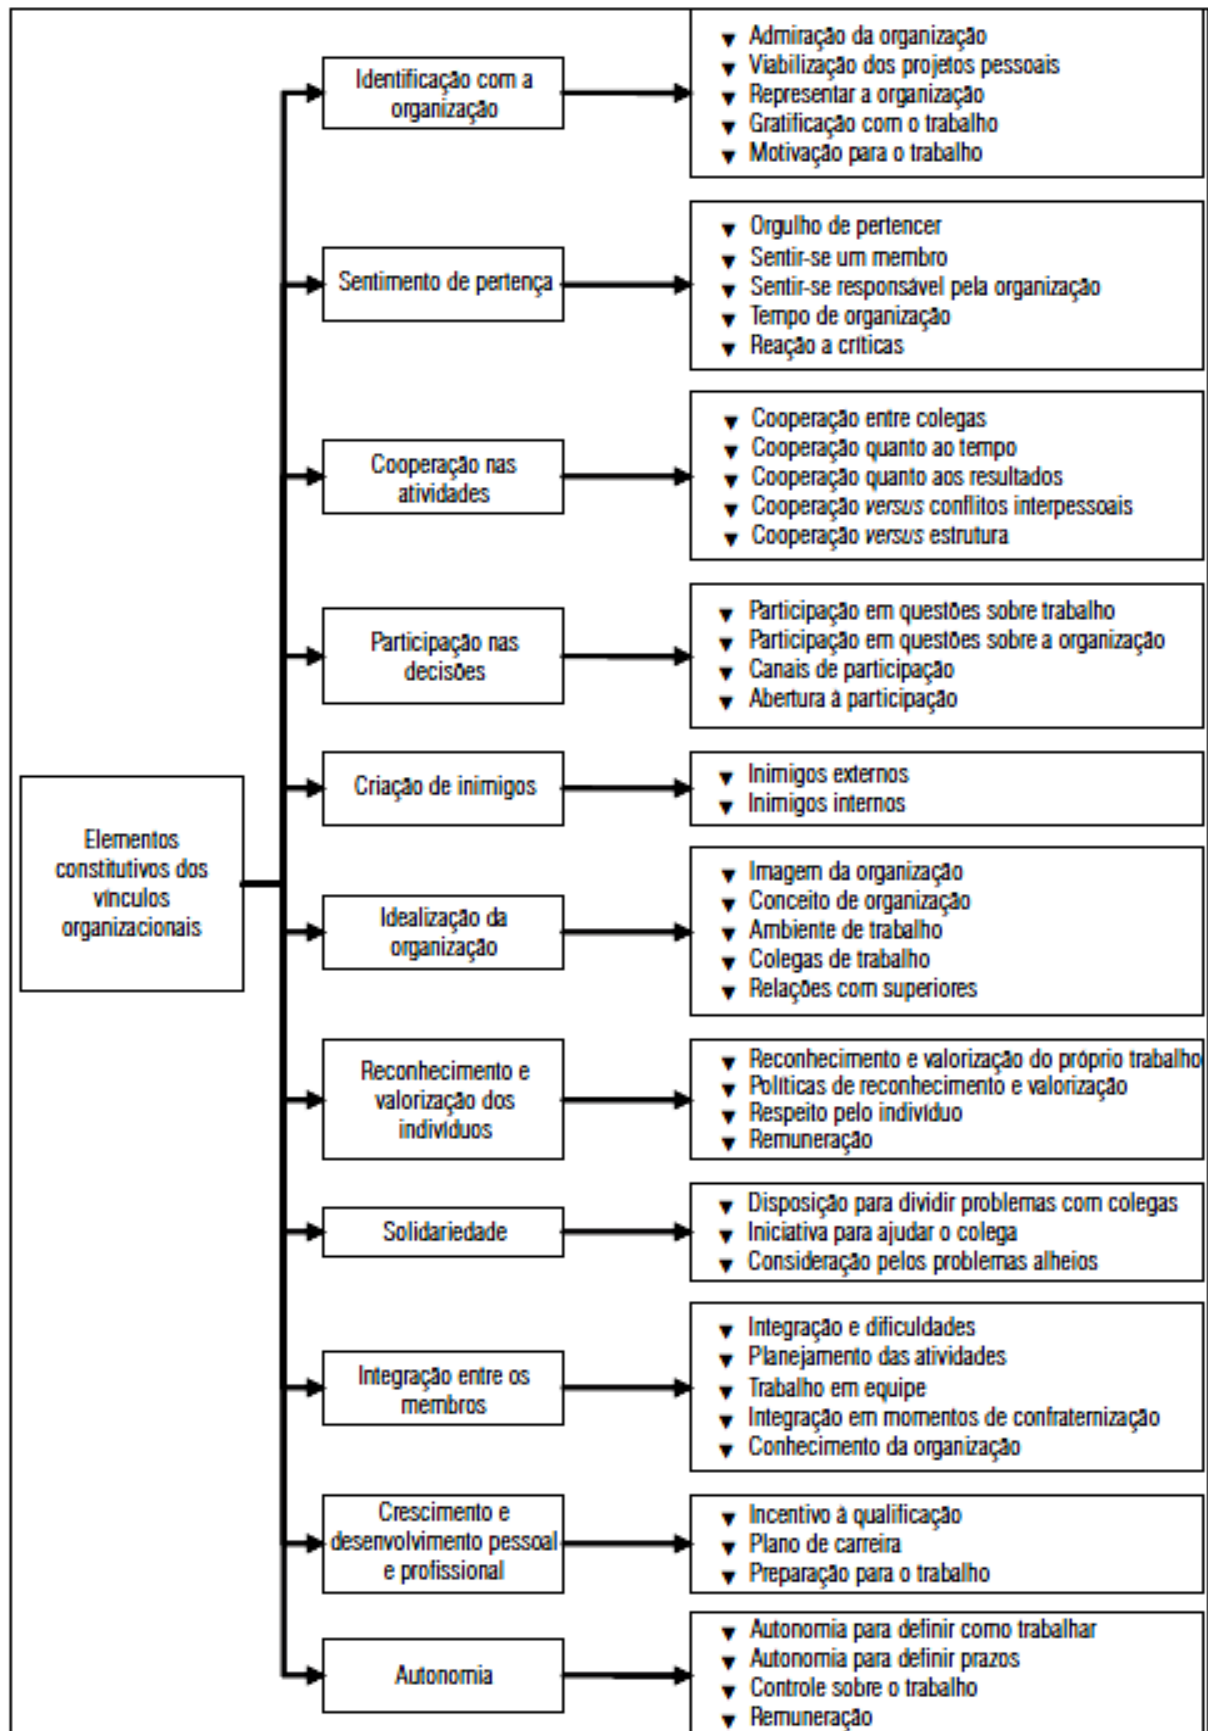 Identificação com a
organização
▼ Admiração da organização
▼ Viabilização dos projetos pessoais
▼ Representar a organização
▼ Gratificação com o trabalho
▼ Motivação para o trabalho
Sentimento de pertença
▼ Orgulho de pertencer
▼ Sentir-se um membro
▼ Sentir-se responsável pela organização
▼ Tempo de organização
▼ Reação a críticas
Cooperação nas
atividades
▼ Cooperação entre colegas
▼ Cooperação quanto ao tempo
▼ Cooperação quanto aos resultados
▼ Cooperação versus conflitos interpessoais
▼ Cooperação versus estrutura
Participação nas
decisões
▼ Participação em questões sobre trabalho
▼ Participação em questões sobre a organização
▼ Canais de participação
▼ Abertura à participação
Criação de inimigos
▼ Inimigos externos
▼ Inimigos internos
Elementos
constitutivos dos
vínculos
organizacionais
Idealização da
organização
▼ Imagem da organização
▼ Conceito de organização
▼ Ambiente de trabalho
▼ Colegas de trabalho
▼ Relações com superiores
Reconhecimento e
valorização dos
indivíduos
▼ Reconhecimento e valorização do próprio trabalho
▼ Políticas de reconhecimento e valorização
▼ Respeito pelo indivíduo
▼ Remuneração
Solidariedade
▼ Disposição para dividir problemas com colegas
▼ Iniciativa para ajudar o colega
▼ Consideração pelos problemas alheios
Integração entre os
membros
▼ Integração e dificuldades
▼ Planejamento das atividades
▼ Trabalho em equipe
▼ Integração em momentos de confraternização
▼ Conhecimento da organização
Crescimento e
desenvolvimento pessoal
e profissional
▼ Incentivo à qualificação
▼ Plano de carreira
▼ Preparação para o trabalho
Autonomia
▼ Autonomia para definir como trabalhar
▼ Autonomia para definir prazos
▼ Controle sobre o trabalho
▼ Remuneração